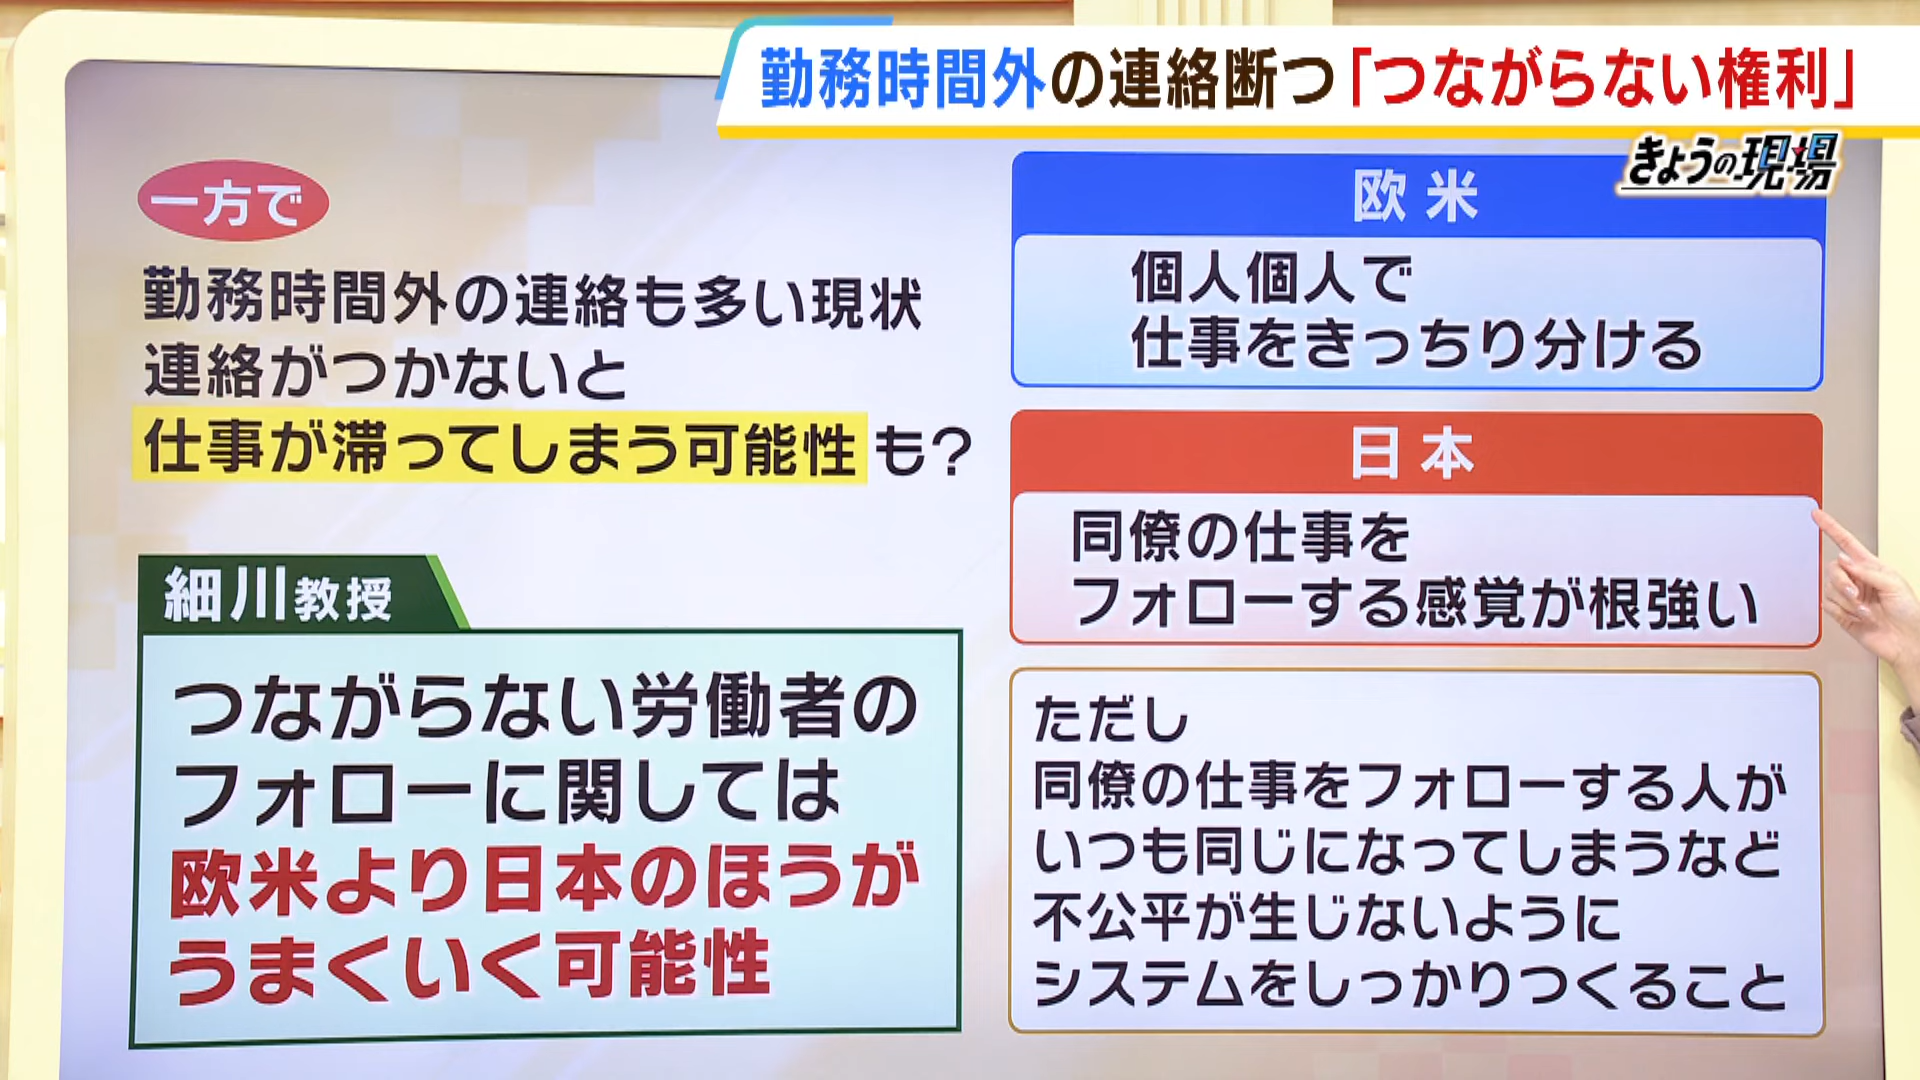 勤務時間外の連絡断つ「つながらない権利」
きょうの現場
一方で
勤務時間外の連絡も多い現状
連絡がつかないと
仕事が滞ってしまう可能性も?
細川教授
つながらない労働者の
フォローに関しては
欧米より日本のほうが
うまくいく可能性
欧米
個人個人で
仕事をきっちり分ける
日本
同僚の仕事を
フォローする感覚が根強い
ただし
同僚の仕事をフォローする人が
いつも同じになってしまうなど
不公平が生じないように
システムをしっかりつくること